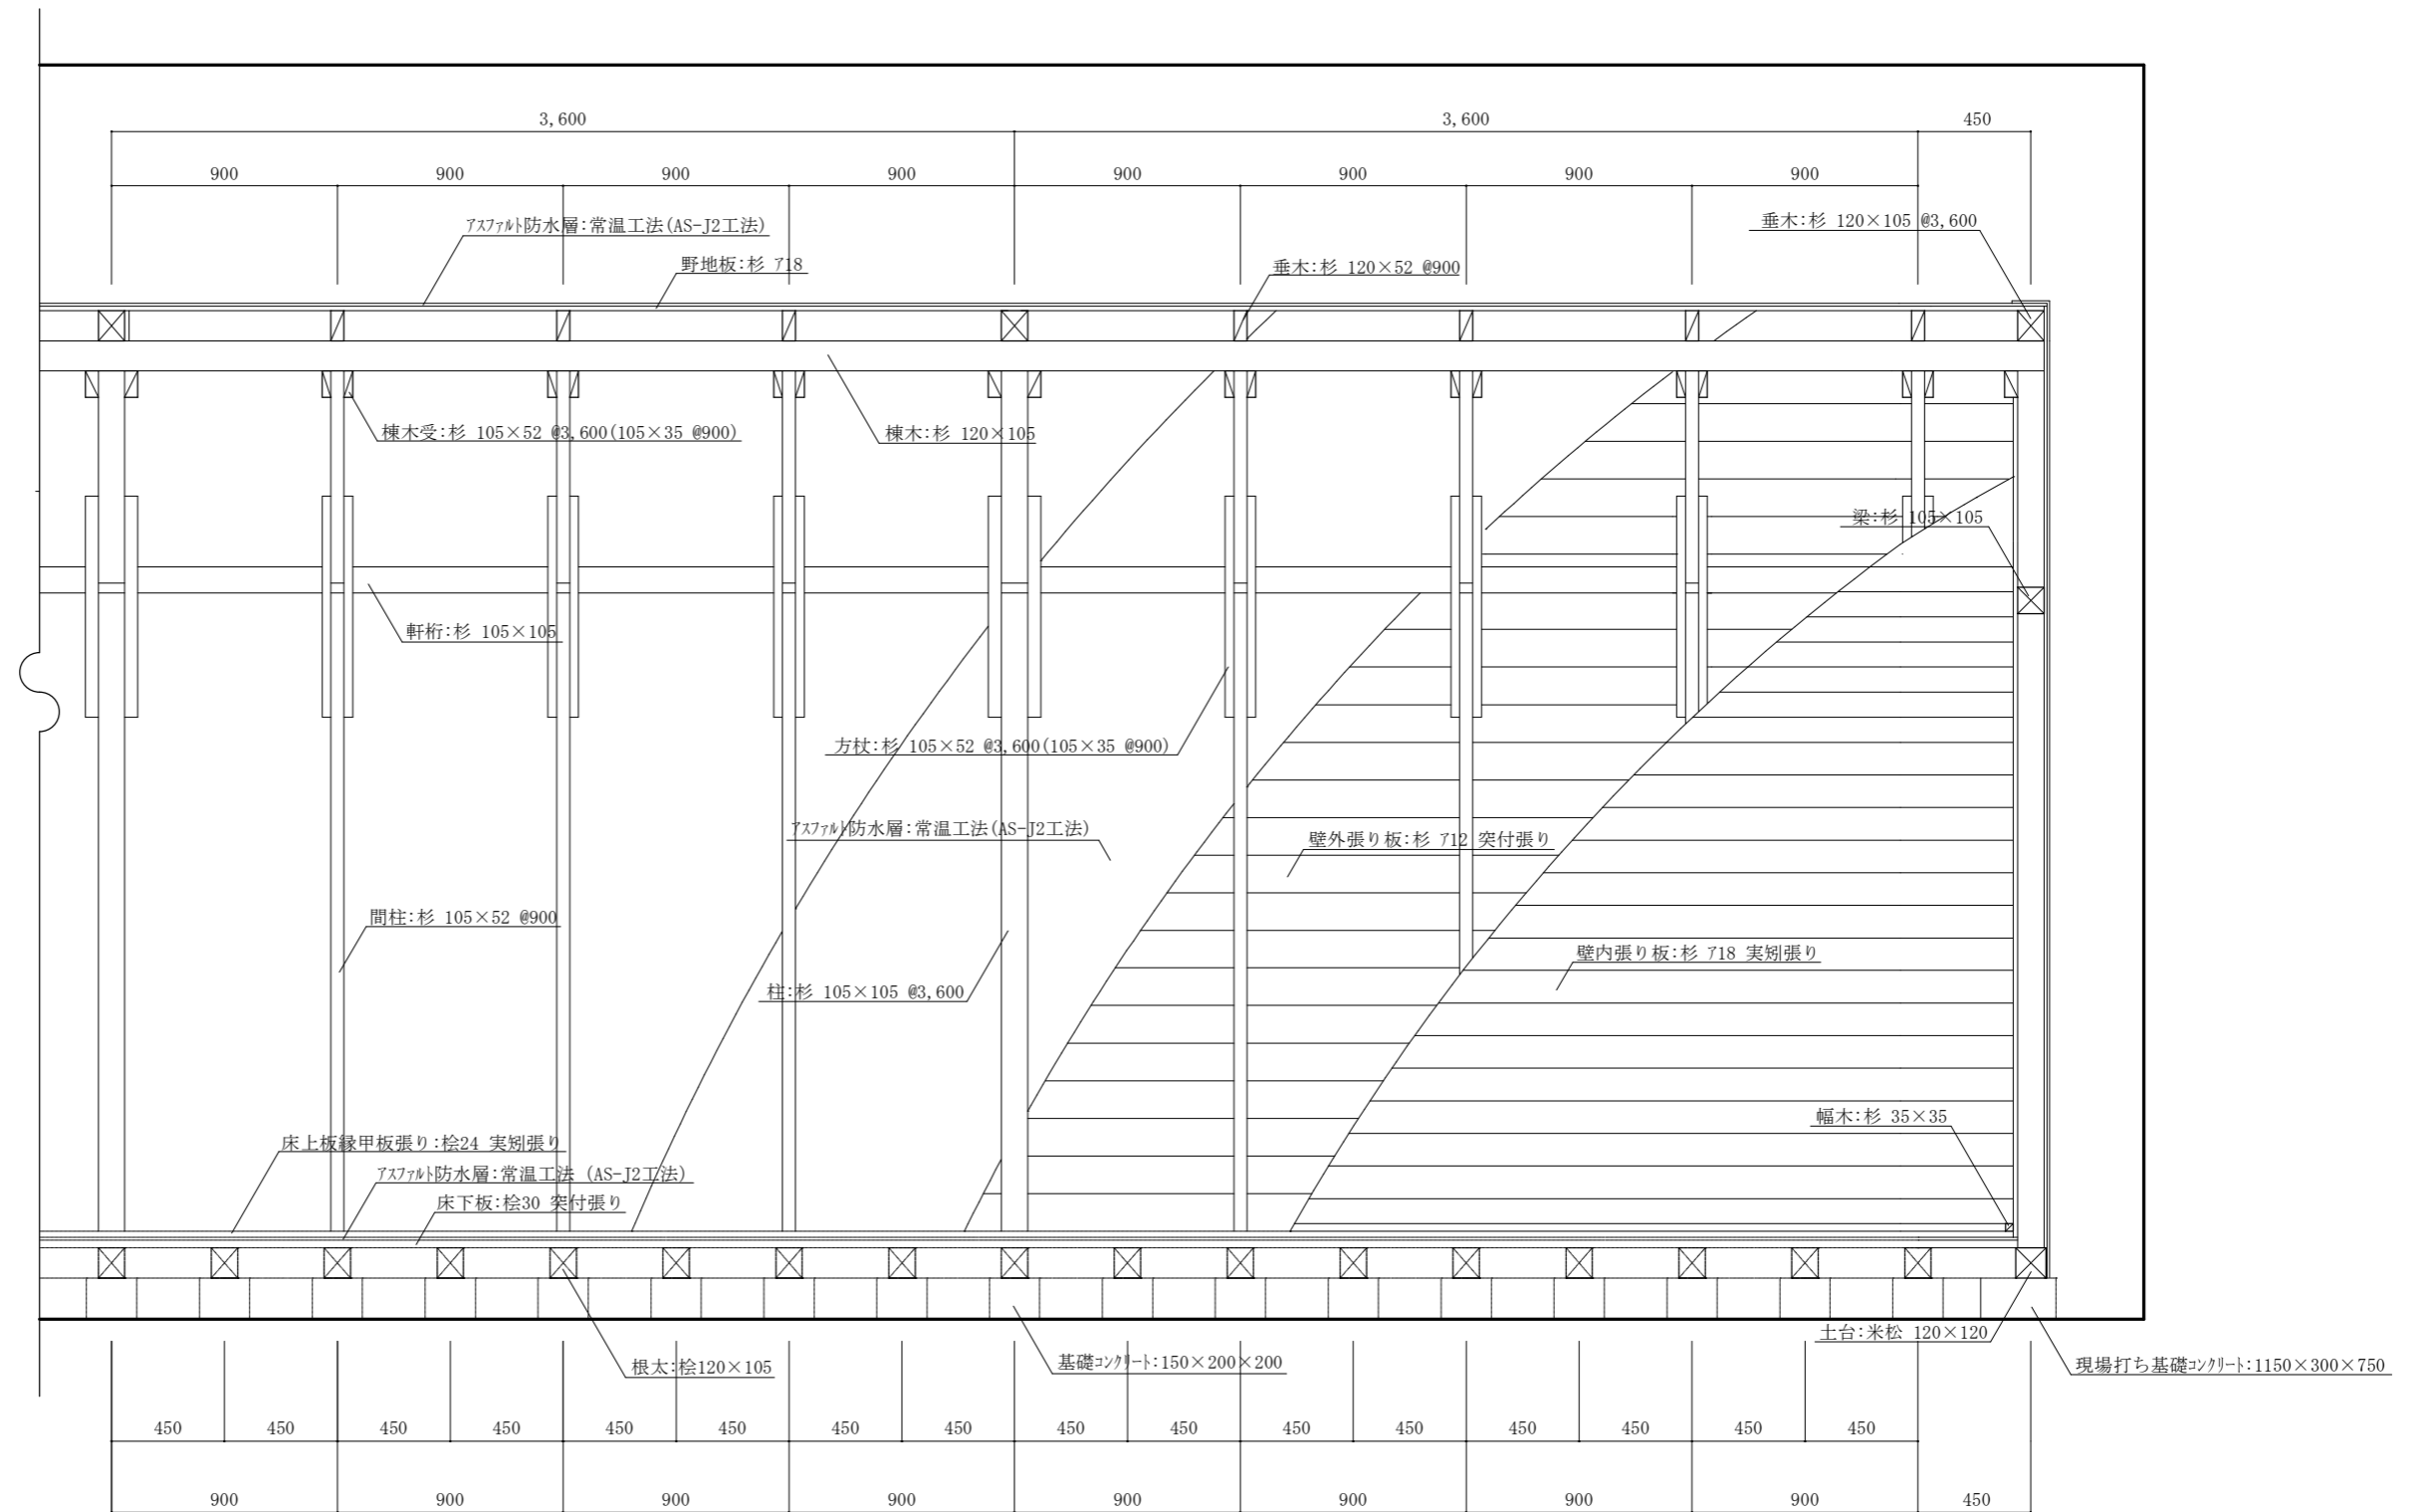 3,600 3,600 450
900 900 900 900 900 900 900 900
ｱｽﾌｧﾙﾄ防水層:常温工法(AS-J2工法)
垂木:杉 120×105 @3,600
野地板:杉 ｱ18
垂木:杉 120×52 @900
棟木受:杉 105×52 @3,600(105×35 @900)
棟木:杉 120×105
梁:杉 105×105
軒桁:杉 105×105
方杖:杉 105×52 @3,600(105×35 @900)
ｱｽﾌｧﾙﾄ防水層:常温工法(AS-J2工法)
壁外張り板:杉 ｱ12 突付張り
間柱:杉 105×52 @900
壁内張り板:杉 ｱ18 実矧張り
柱:杉 105×105 @3,600
幅木:杉 35×35
床上板縁甲板張り:桧24 実矧張り
ｱｽﾌｧﾙﾄ防水層:常温工法 (AS-J2工法)
床下板:桧30 突付張り
土台:米松 120×120
基礎ｺﾝｸﾘｰﾄ:150×200×200
現場打ち基礎ｺﾝｸﾘｰﾄ:1150×300×750
根太:桧120×105
450 450 450 450 450 450 450 450 450 450 450 450 450 450 450 450
900 900 900 900 900 900 900 900 450